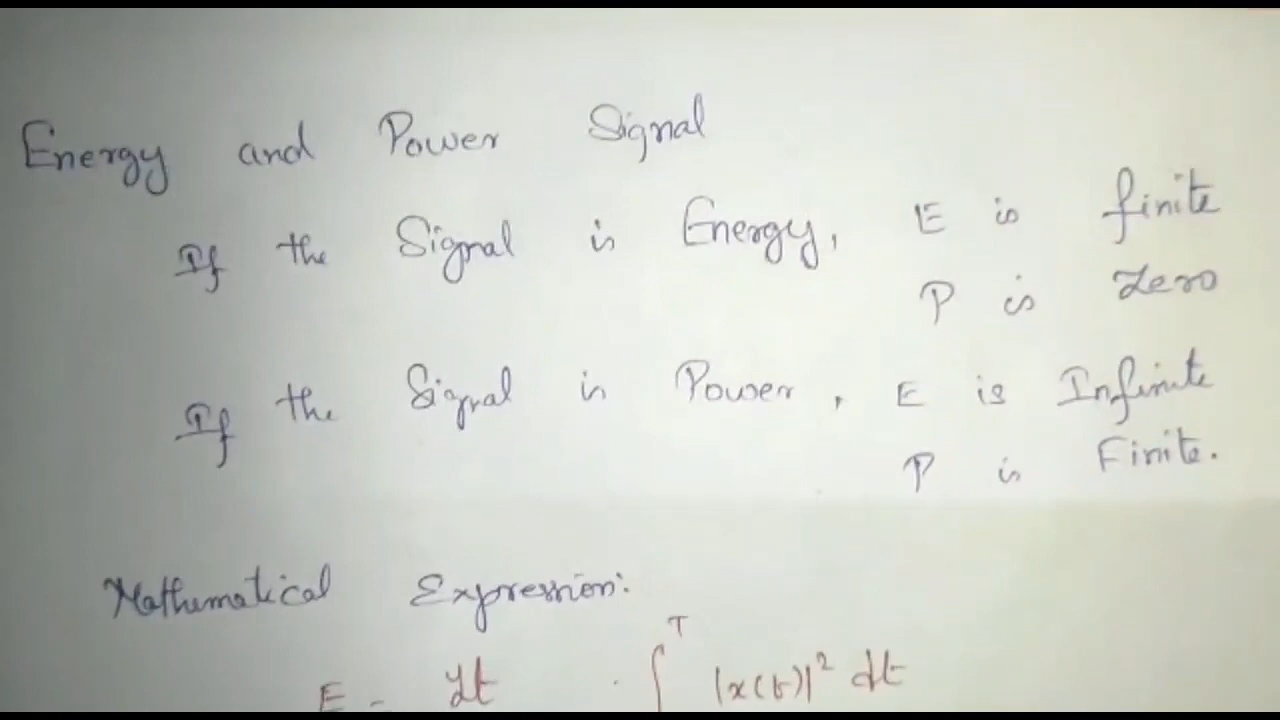 Energy and Power Signal
If the Signal is Energy, E is finite
P is Zero
If the Signal is Power, E is Infinite
P is Finite.
Mathematical Expression:
E = Lt ∫ᵀ |x(t)|² dt